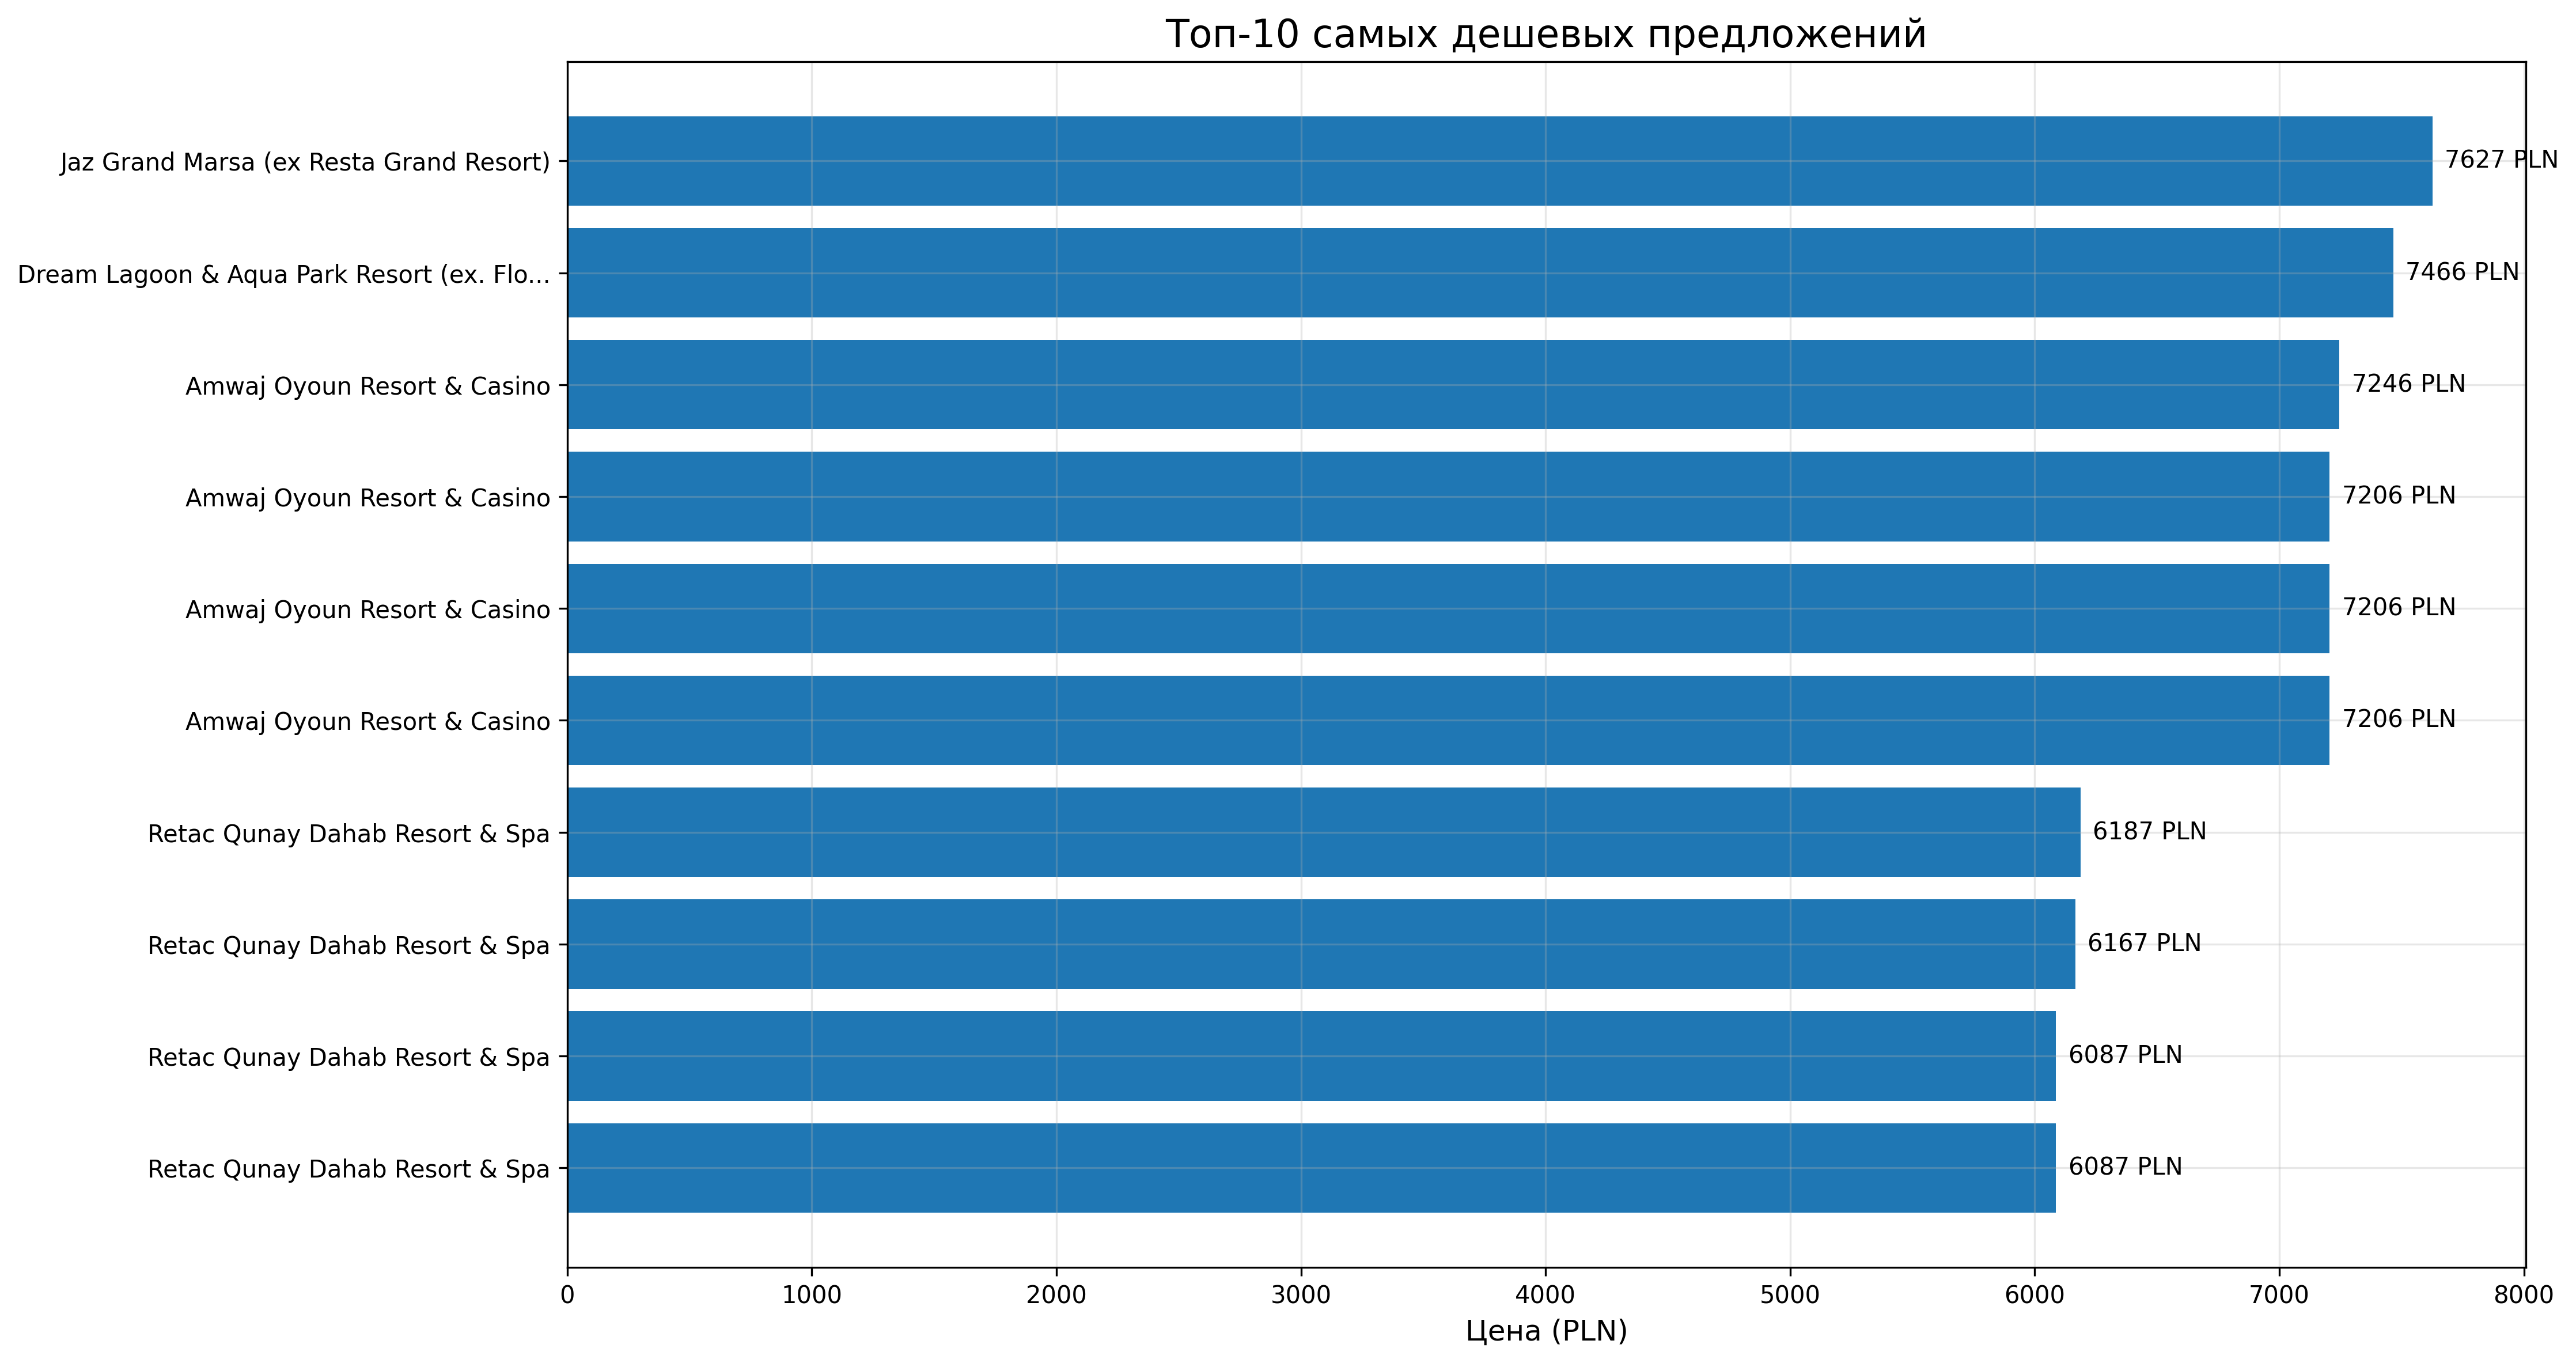 Топ-10 самых дешевых предложений
Jaz Grand Marsa (ex Resta Grand Resort)
7627 PLN
Dream Lagoon & Aqua Park Resort (ex. Flo...
7466 PLN
Amwaj Oyoun Resort & Casino
7246 PLN
Amwaj Oyoun Resort & Casino
7206 PLN
Amwaj Oyoun Resort & Casino
7206 PLN
Amwaj Oyoun Resort & Casino
7206 PLN
Retac Qunay Dahab Resort & Spa
6187 PLN
Retac Qunay Dahab Resort & Spa
6167 PLN
Retac Qunay Dahab Resort & Spa
6087 PLN
Retac Qunay Dahab Resort & Spa
6087 PLN
0 1000 2000 3000 4000 5000 6000 7000 8000
Цена (PLN)